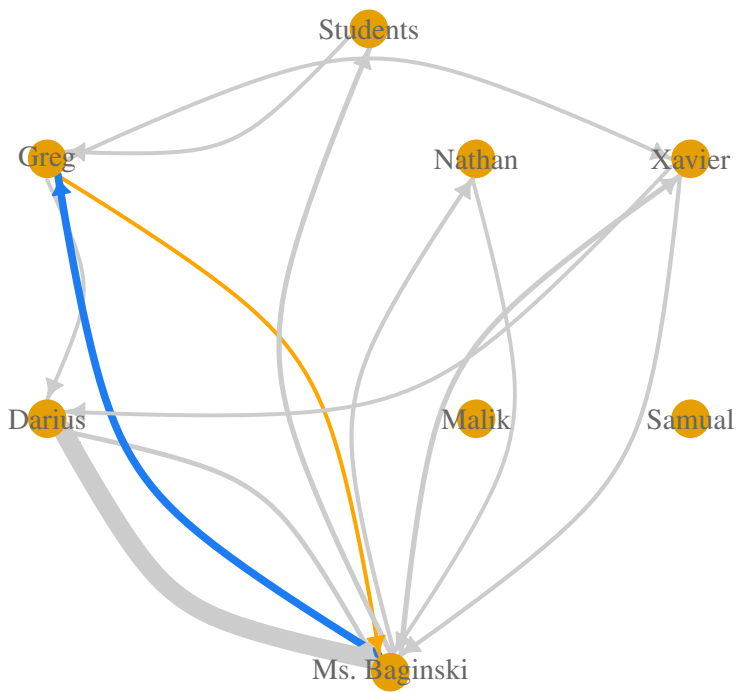 Students
Greg
Nathan
Xavier
Darius
Malik
Samual
Ms. Baginski